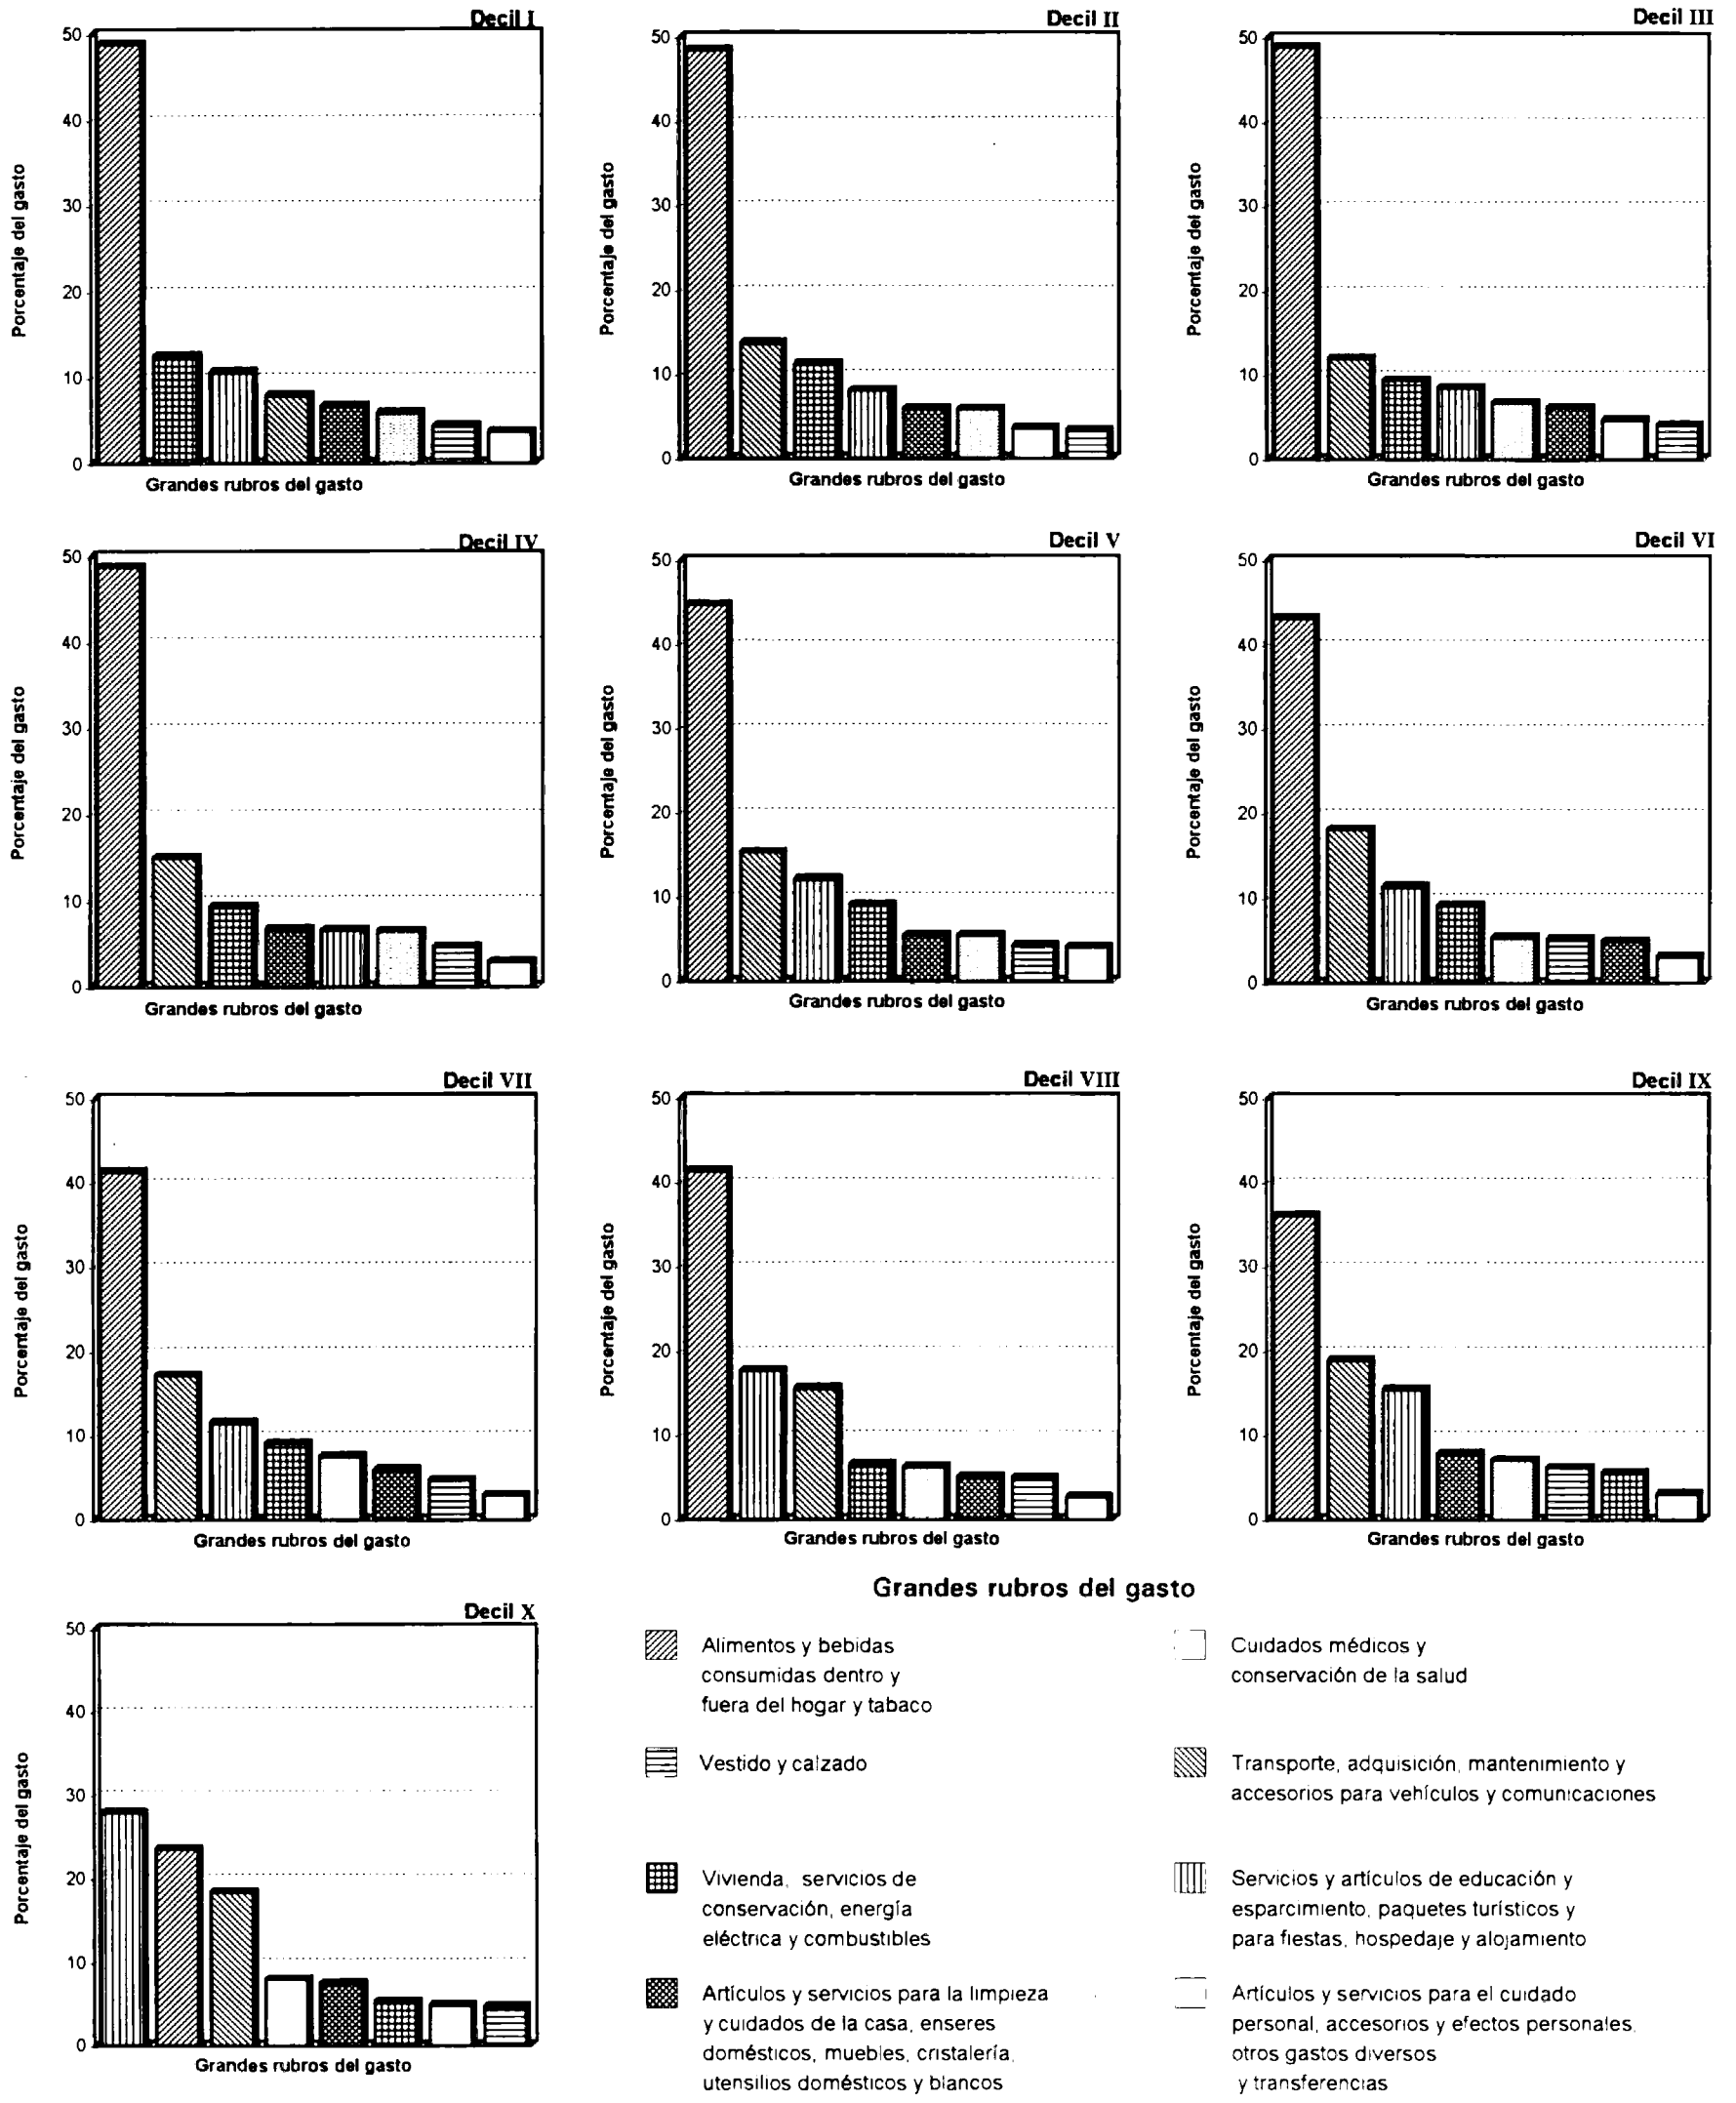 Decil I
50
40
30
20
10
0
Porcentaje del gasto
Grandes rubros del gasto
Decil II
50
40
30
20
10
0
Porcentaje del gasto
Grandes rubros del gasto
Decil III
50
40
30
20
10
0
Porcentaje del gasto
Grandes rubros del gasto
Decil IV
50
40
30
20
10
0
Porcentaje del gasto
Grandes rubros del gasto
Decil V
50
40
30
20
10
0
Porcentaje del gasto
Grandes rubros del gasto
Decil VI
50
40
30
20
10
0
Porcentaje del gasto
Grandes rubros del gasto
Decil VII
50
40
30
20
10
0
Porcentaje del gasto
Grandes rubros del gasto
Decil VIII
50
40
30
20
10
0
Porcentaje del gasto
Grandes rubros del gasto
Decil IX
50
40
30
20
10
0
Porcentaje del gasto
Grandes rubros del gasto
Decil X
50
40
30
20
10
0
Porcentaje del gasto
Grandes rubros del gasto
Grandes rubros del gasto
Alimentos y bebidas
consumidas dentro y
fuera del hogar y tabaco
Vestido y calzado
Vivienda, servicios de
conservación, energía
eléctrica y combustibles
Artículos y servicios para la limpieza
y cuidados de la casa, enseres
domésticos, muebles, cristalería,
utensilios domésticos y blancos
Cuidados médicos y
conservación de la salud
Transporte, adquisición, mantenimiento y
accesorios para vehículos y comunicaciones
Servicios y artículos de educación y
esparcimiento, paquetes turísticos y
para fiestas, hospedaje y alojamiento
Artículos y servicios para el cuidado
personal, accesorios y efectos personales,
otros gastos diversos
y transferencias